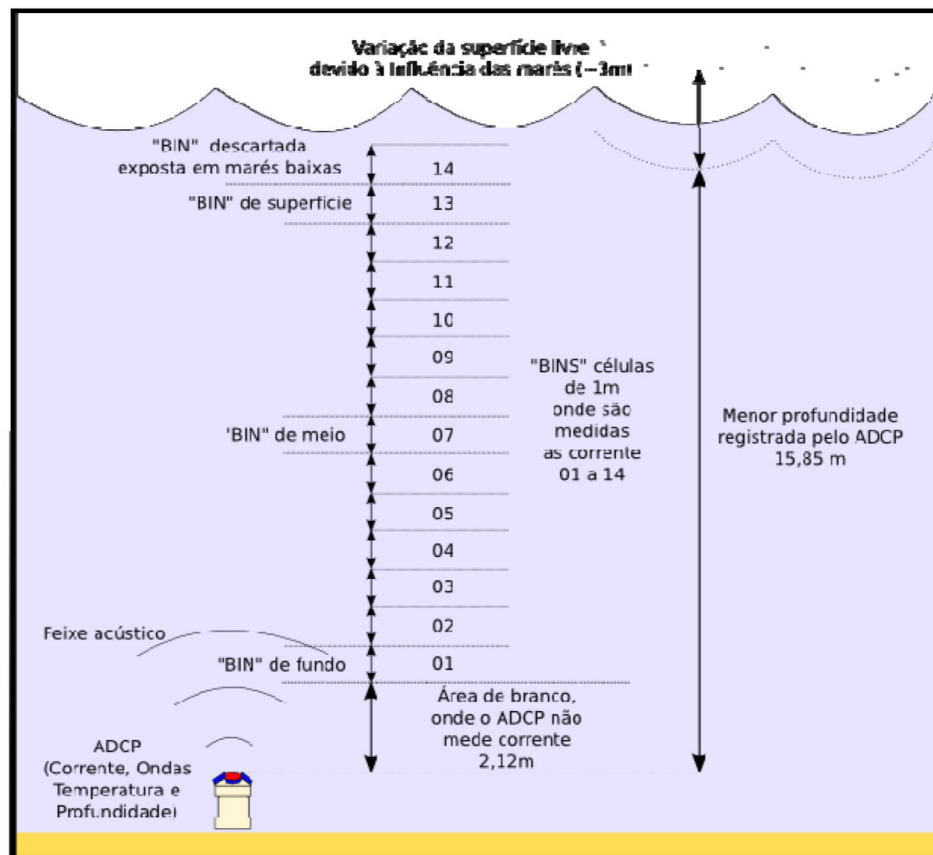 Variação da superfície livre
devido à Influência das marés (~3m)
"BIN" descartada
exposta em marés baixas
14
"BIN" de superfície
13
12
11
10
09
08
"BINS" células
de 1m
onde são
medidas
as corrente
01 a 14
Menor profundidade
registrada pelo ADCP
15,85 m
'BIN" de meio
07
06
05
04
03
02
Feixe acústico
"BIN" de fundo
01
Área de branco,
onde o ADCP não
mede corrente
2,12m
ADCP
(Corrente, Ondas
Temperatura e
Profundidade)